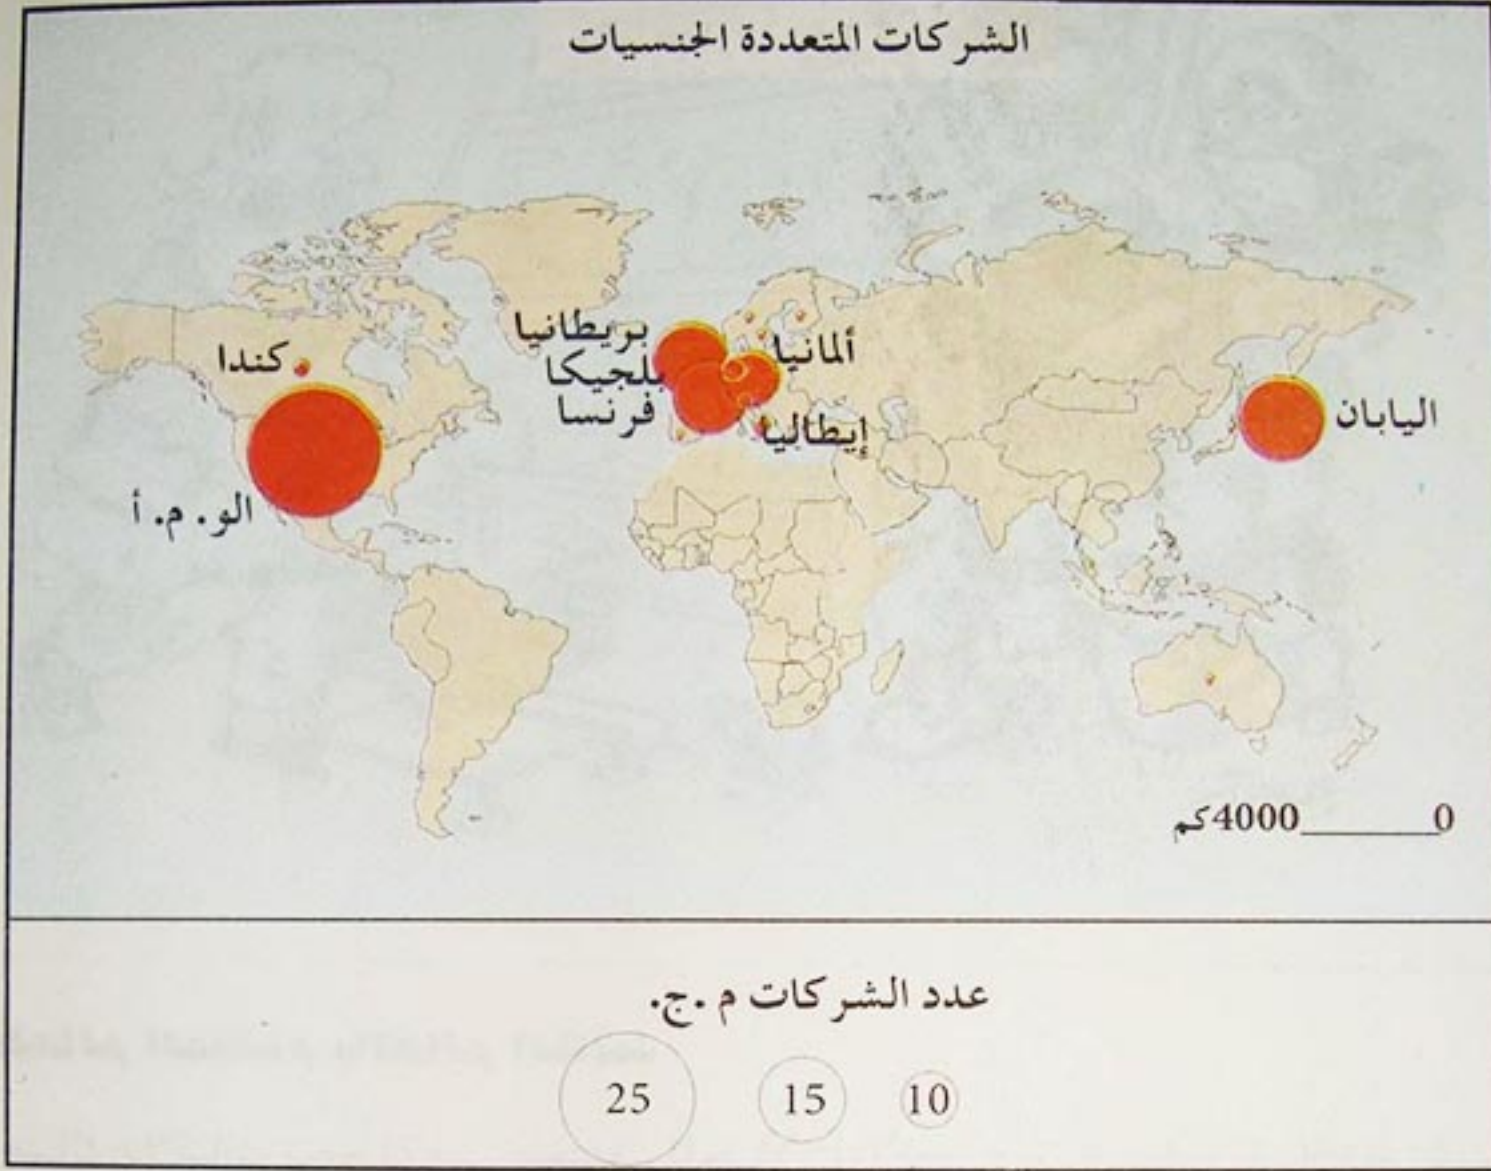 الشركات المتعددة الجنسيات
بريطانيا
ألمانيا
كندا
بلجيكا
فرنسا
إيطاليا
اليابان
الو. م. أ
4000كم 0
عدد الشركات م .ج.
25 15 10